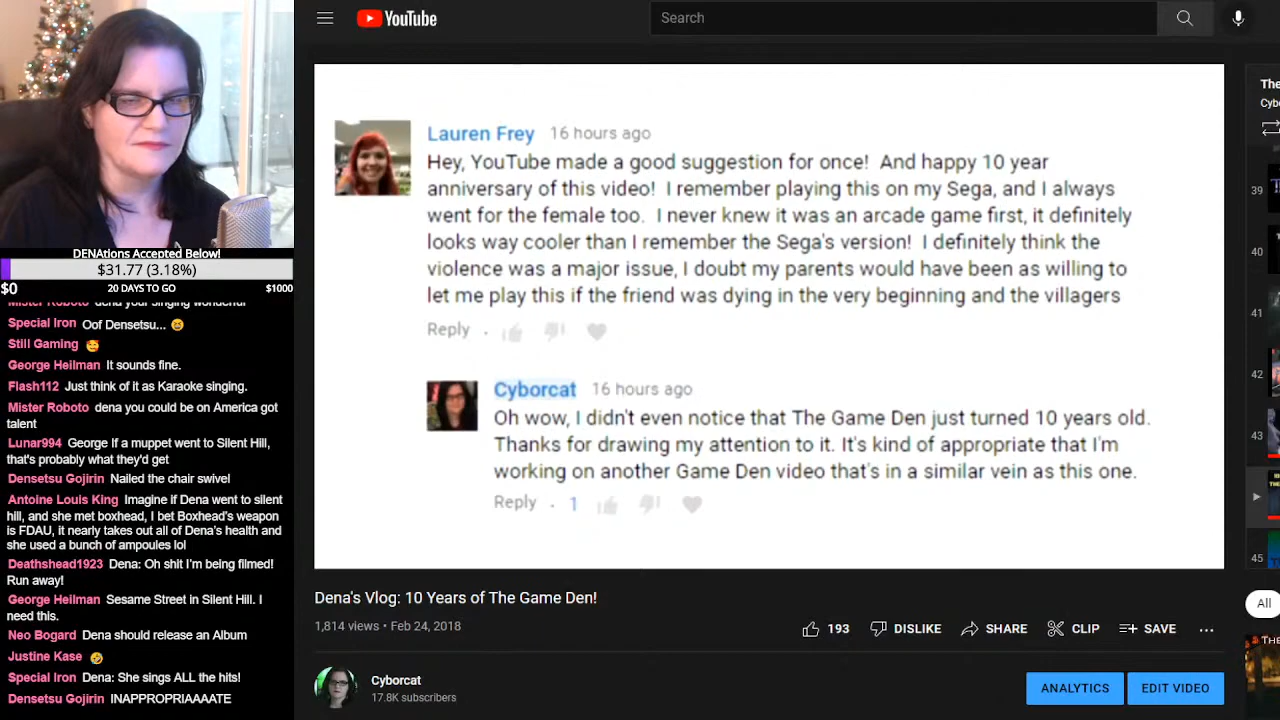 DENAtions Accepted Below!
$31.77 (3.18%)
$0 20 DAYS TO GO $1000
Mister Roboto dena your singing wonderful
Special Iron Oof Densetsu...
Still Gaming
George Heilman It sounds fine.
Flash112 Just think of it as Karaoke singing.
Mister Roboto dena you could be on America got
talent
Lunar994 George If a muppet went to Silent Hill,
that's probably what they'd get
Densetsu Gojirin Nailed the chair swivel
Antoine Louis King Imagine if Dena went to silent
hill, and she met boxhead, I bet Boxhead's weapon
is FDAU, it nearly takes out all of Dena's health and
she used a bunch of ampoules lol
Deathshead1923 Dena: Oh shit I'm being filmed!
Run away!
George Heilman Sesame Street in Silent Hill. I
need this.
Neo Bogard Dena should release an Album
Justine Kase
Special Iron Dena: She sings ALL the hits!
Densetsu Gojirin INAPPROPRIAAAATE
YouTube
Search
Lauren Frey 16 hours ago
Hey, YouTube made a good suggestion for once! And happy 10 year
anniversary of this video! I remember playing this on my Sega, and I always
went for the female too. I never knew it was an arcade game first, it definitely
looks way cooler than I remember the Sega's version! I definitely think the
violence was a major issue, I doubt my parents would have been as willing to
let me play this if the friend was dying in the very beginning and the villagers
Reply .
Cyborcat 16 hours ago
Oh wow, I didn't even notice that The Game Den just turned 10 years old.
Thanks for drawing my attention to it. It's kind of appropriate that I'm
working on another Game Den video that's in a similar vein as this one.
Reply . 1
Dena's Vlog: 10 Years of The Game Den!
1,814 views • Feb 24, 2018
193 DISLIKE SHARE CLIP SAVE ...
Cyborcat
17.8K subscribers
ANALYTICS EDIT VIDEO
The
Cybo
39
40
41
42
43
45
All